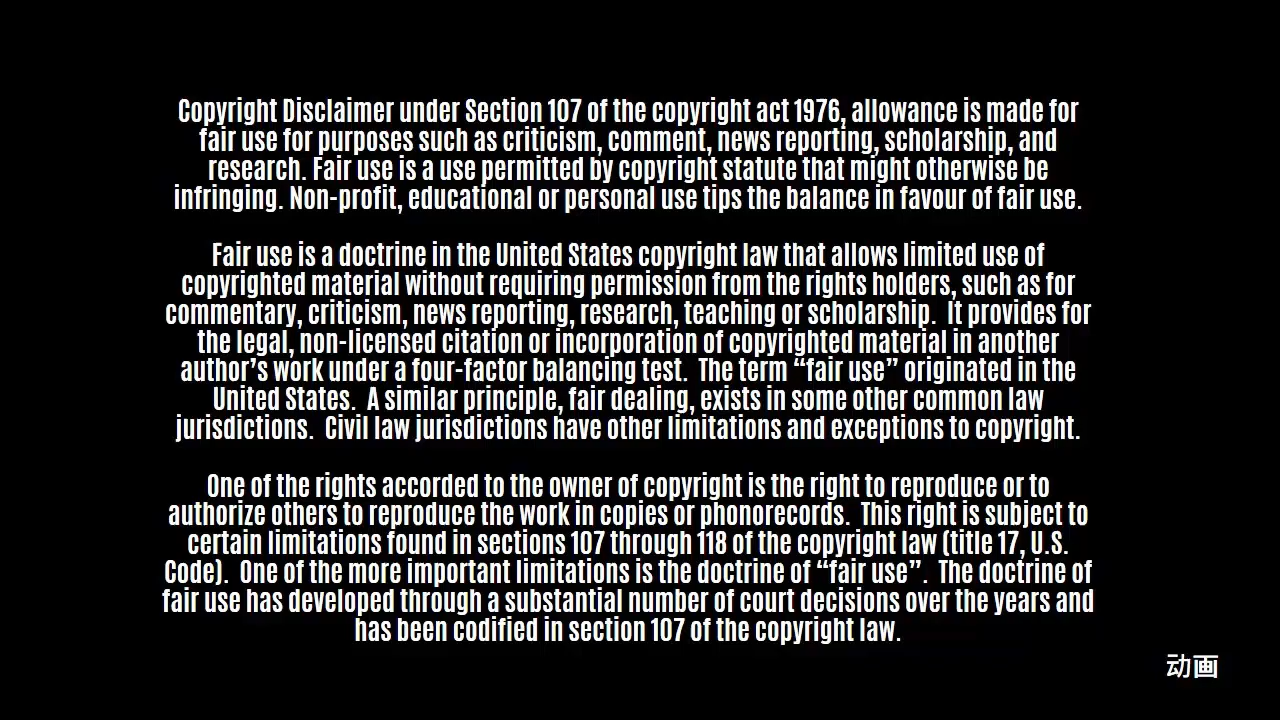 Copyright Disclaimer under Section 107 of the copyright act 1976, allowance is made for
fair use for purposes such as criticism, comment, news reporting, scholarship, and
research. Fair use is a use permitted by copyright statute that might otherwise be
infringing. Non-profit, educational or personal use tips the balance in favour of fair use.
Fair use is a doctrine in the United States copyright law that allows limited use of
copyrighted material without requiring permission from the rights holders, such as for
commentary, criticism, news reporting, research, teaching or scholarship.  It provides for
the legal, non-licensed citation or incorporation of copyrighted material in another
author’s work under a four-factor balancing test.  The term “fair use” originated in the
United States.  A similar principle, fair dealing, exists in some other common law
jurisdictions.  Civil law jurisdictions have other limitations and exceptions to copyright.
One of the rights accorded to the owner of copyright is the right to reproduce or to
authorize others to reproduce the work in copies or phonorecords.  This right is subject to
certain limitations found in sections 107 through 118 of the copyright law (title 17, U.S.
Code).  One of the more important limitations is the doctrine of “fair use”.  The doctrine of
fair use has developed through a substantial number of court decisions over the years and
has been codified in section 107 of the copyright law.
动画